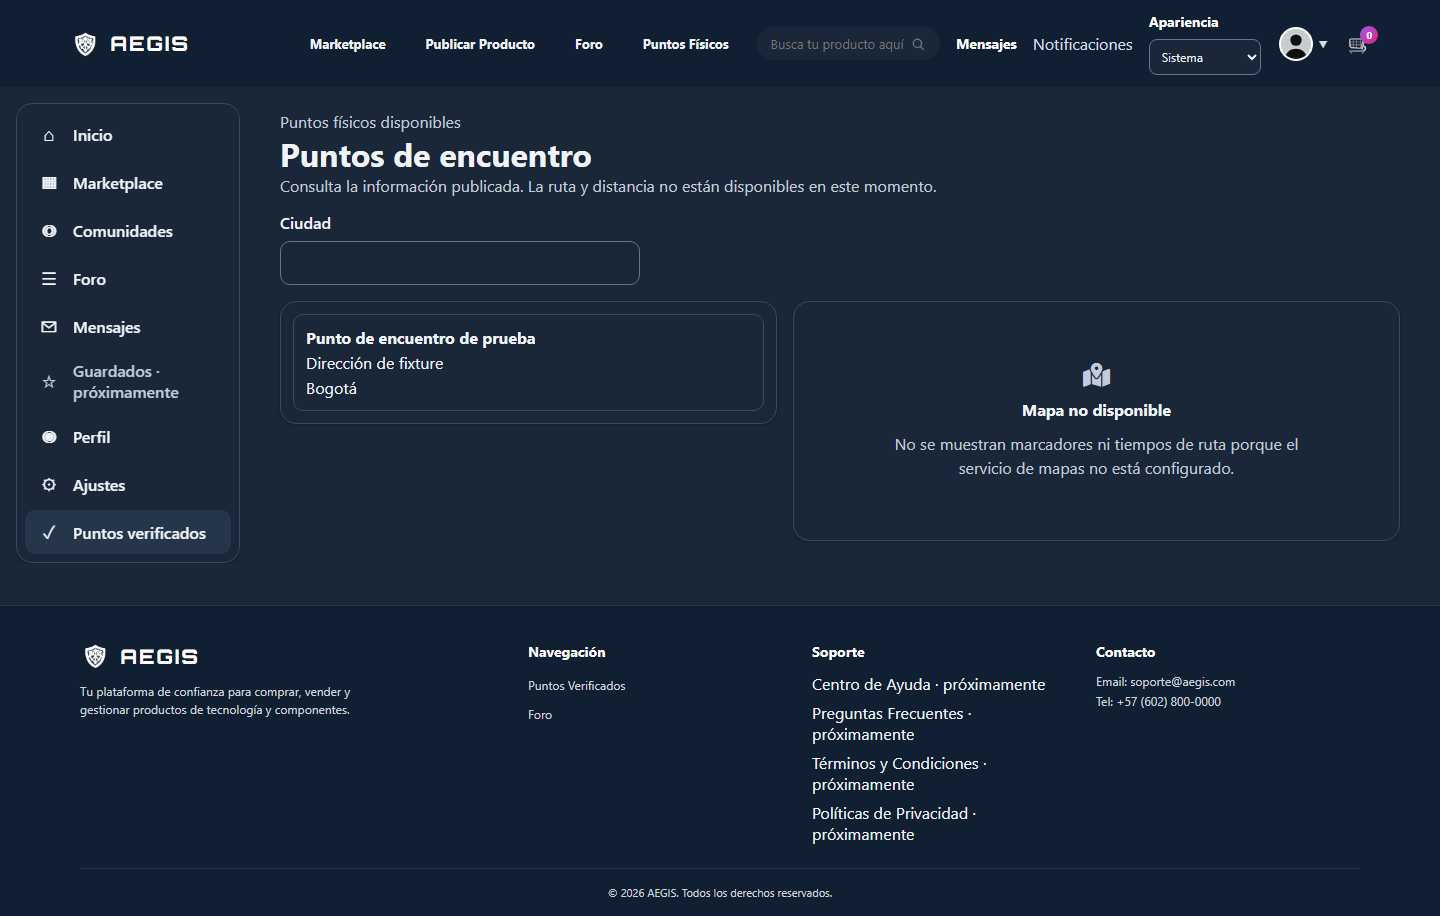 AEGIS
Marketplace
Publicar Producto
Foro
Puntos Físicos
Busca tu producto aquí
Mensajes
Notificaciones
Apariencia
Sistema
0
Inicio
Marketplace
Comunidades
Foro
Mensajes
Guardados ·
próximamente
Perfil
Ajustes
Puntos verificados
Puntos físicos disponibles
Puntos de encuentro
Consulta la información publicada. La ruta y distancia no están disponibles en este momento.
Ciudad
Punto de encuentro de prueba
Dirección de fixture
Bogotá
Mapa no disponible
No se muestran marcadores ni tiempos de ruta porque el
servicio de mapas no está configurado.
AEGIS
Tu plataforma de confianza para comprar, vender y
gestionar productos de tecnología y componentes.
Navegación
Puntos Verificados
Foro
Soporte
Centro de Ayuda · próximamente
Preguntas Frecuentes ·
próximamente
Términos y Condiciones ·
próximamente
Políticas de Privacidad ·
próximamente
Contacto
Email: soporte@aegis.com
Tel: +57 (602) 800-0000
© 2026 AEGIS. Todos los derechos reservados.